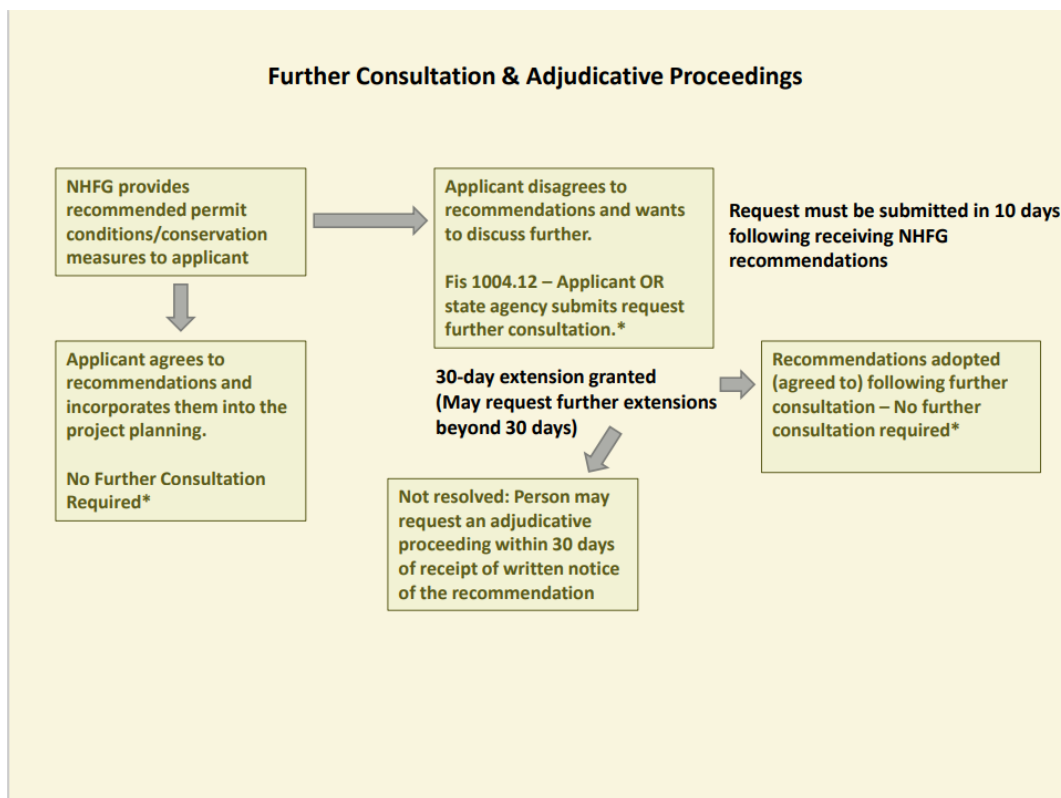 Further Consultation & Adjudicative Proceedings
NHFG provides
recommended permit
conditions/conservation
measures to applicant
Applicant disagrees to
recommendations and wants
to discuss further.
Fis 1004.12 – Applicant OR
state agency submits request
further consultation.*
Request must be submitted in 10 days
following receiving NHFG
recommendations
Applicant agrees to
recommendations and
incorporates them into the
project planning.
No Further Consultation
Required*
30-day extension granted
(May request further extensions
beyond 30 days)
Recommendations adopted
(agreed to) following further
consultation – No further
consultation required*
Not resolved: Person may
request an adjudicative
proceeding within 30 days
of receipt of written notice
of the recommendation